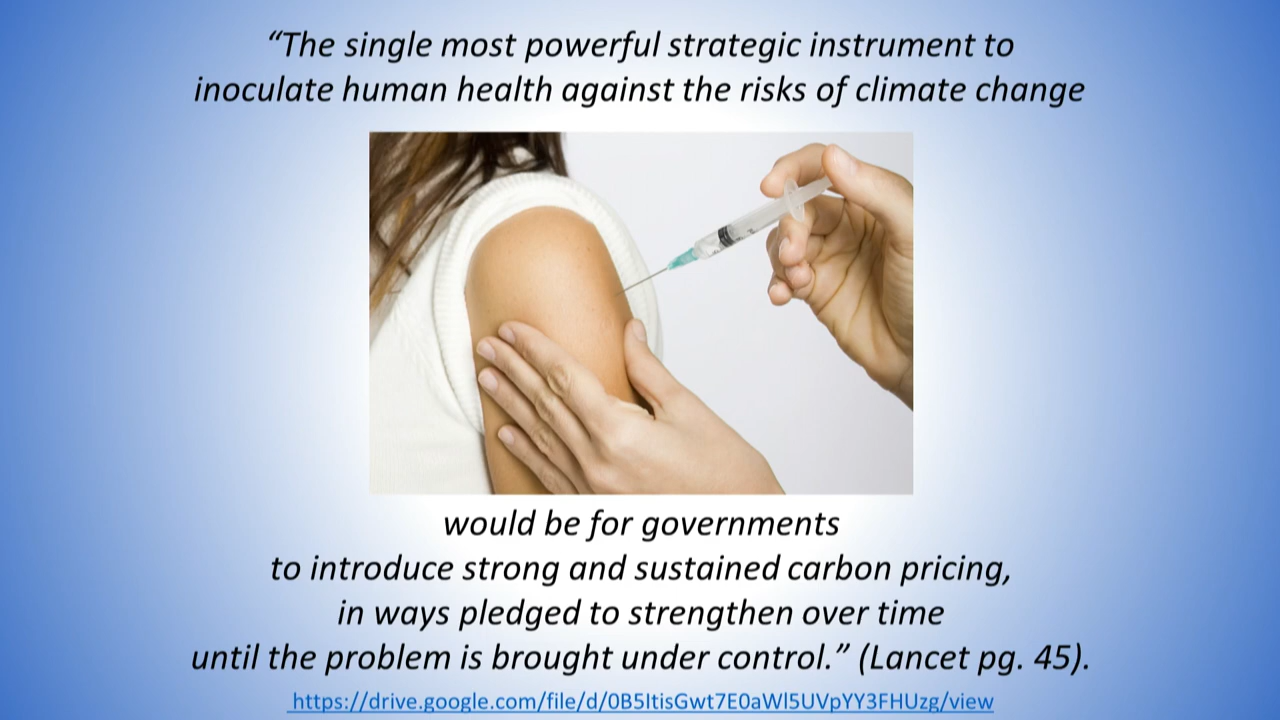 “The single most powerful strategic instrument to
inoculate human health against the risks of climate change
would be for governments
to introduce strong and sustained carbon pricing,
in ways pledged to strengthen over time
until the problem is brought under control.” (Lancet pg. 45).
https://drive.google.com/file/d/0B5ItisGwt7E0aWl5UVpYY3FHUzg/view